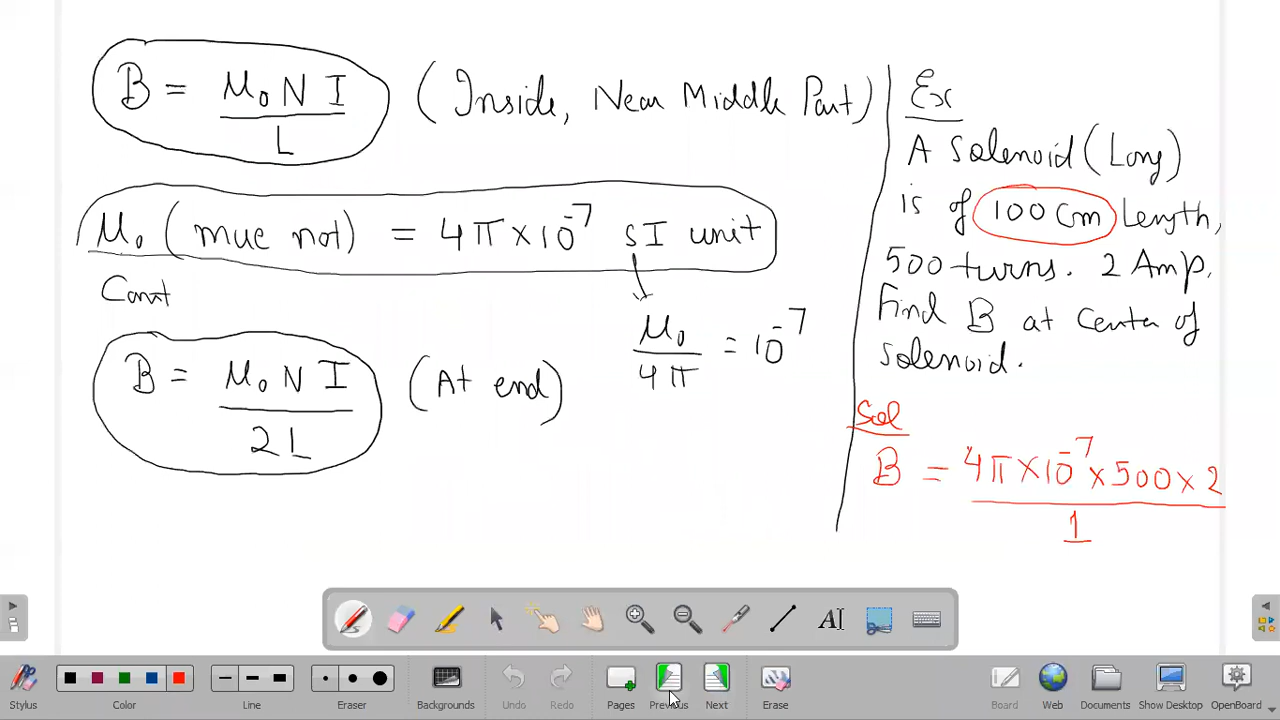 B = μ₀ N I / L (Inside, Near Middle Part)
μ₀ (mue not) = 4π×10⁻⁷ SI unit
Const
μ₀ / 4π = 10⁻⁷
B = μ₀ N I / 2L (At end)
Ex
A Solenoid (Long)
is of 100 Cm Length,
500 turns. 2 Amp.
Find B at Center of
Solenoid.
Sol
B = 4π×10⁻⁷×500×2 / 1
Stylus
Color
Line
Eraser
Backgrounds
Undo
Redo
Pages
Previous
Next
Erase
Board
Web
Documents
Show Desktop
OpenBoard